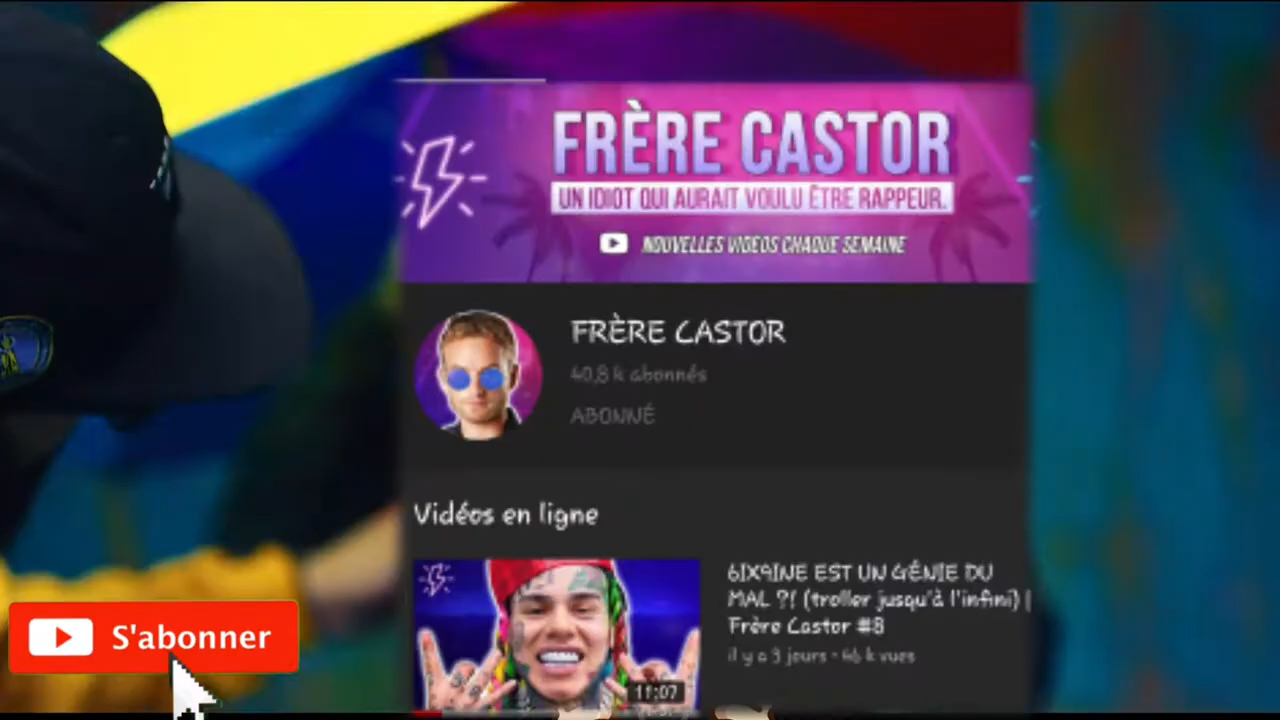 FRÈRE CASTOR
UN IDIOT QUI AURAIT VOULU ÊTRE RAPPEUR.
NOUVELLES VIDÉOS CHAQUE SEMAINE
FRÈRE CASTOR
40,8 k abonnés
ABONNÉ
Vidéos en ligne
6IX9INE EST UN GÉNIE DU
MAL ?! (troller jusqu'à l'infini) |
Frère Castor #8
il y a 3 jours • 46 k vues
11:07
S'abonner